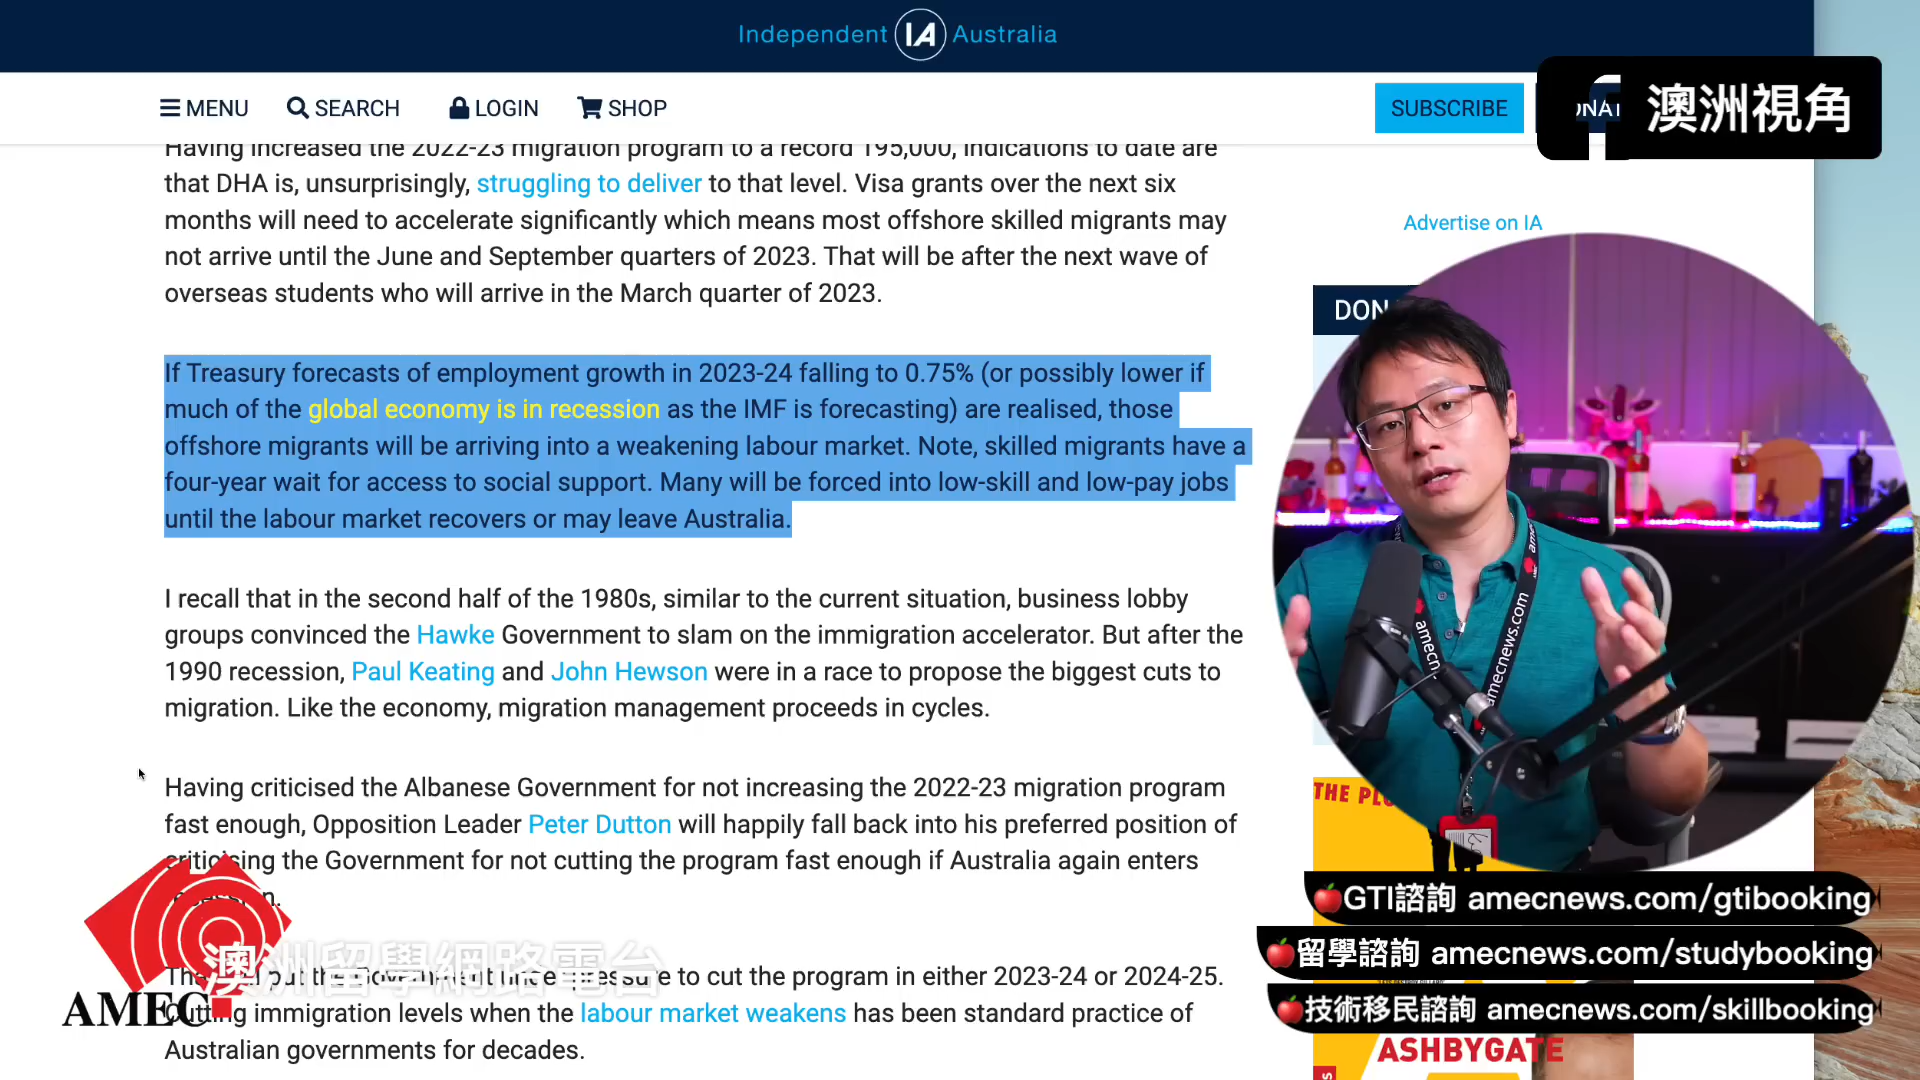 Independent IA Australia
MENU SEARCH LOGIN SHOP
SUBSCRIBE
澳洲視角
Having increased the 2022-23 migration program to a record 195,000, indications to date are
that DHA is, unsurprisingly, struggling to deliver to that level. Visa grants over the next six
months will need to accelerate significantly which means most offshore skilled migrants may
not arrive until the June and September quarters of 2023. That will be after the next wave of
overseas students who will arrive in the March quarter of 2023.
Advertise on IA
DON
If Treasury forecasts of employment growth in 2023-24 falling to 0.75% (or possibly lower if
much of the global economy is in recession as the IMF is forecasting) are realised, those
offshore migrants will be arriving into a weakening labour market. Note, skilled migrants have a
four-year wait for access to social support. Many will be forced into low-skill and low-pay jobs
until the labour market recovers or may leave Australia.
I recall that in the second half of the 1980s, similar to the current situation, business lobby
groups convinced the Hawke Government to slam on the immigration accelerator. But after the
1990 recession, Paul Keating and John Hewson were in a race to propose the biggest cuts to
migration. Like the economy, migration management proceeds in cycles.
amecnews.com
Having criticised the Albanese Government for not increasing the 2022-23 migration program
fast enough, Opposition Leader Peter Dutton will happily fall back into his preferred position of
criticising the Government for not cutting the program fast enough if Australia again enters
THE PL
GTI諮詢 amecnews.com/gtibooking
留學諮詢 amecnews.com/studybooking
技術移民諮詢 amecnews.com/skillbooking
澳洲留學網路電台
AMEC
put the Government under pressure to cut the program in either 2023-24 or 2024-25.
Cutting immigration levels when the labour market weakens has been standard practice of
Australian governments for decades.
ASHBYGATE